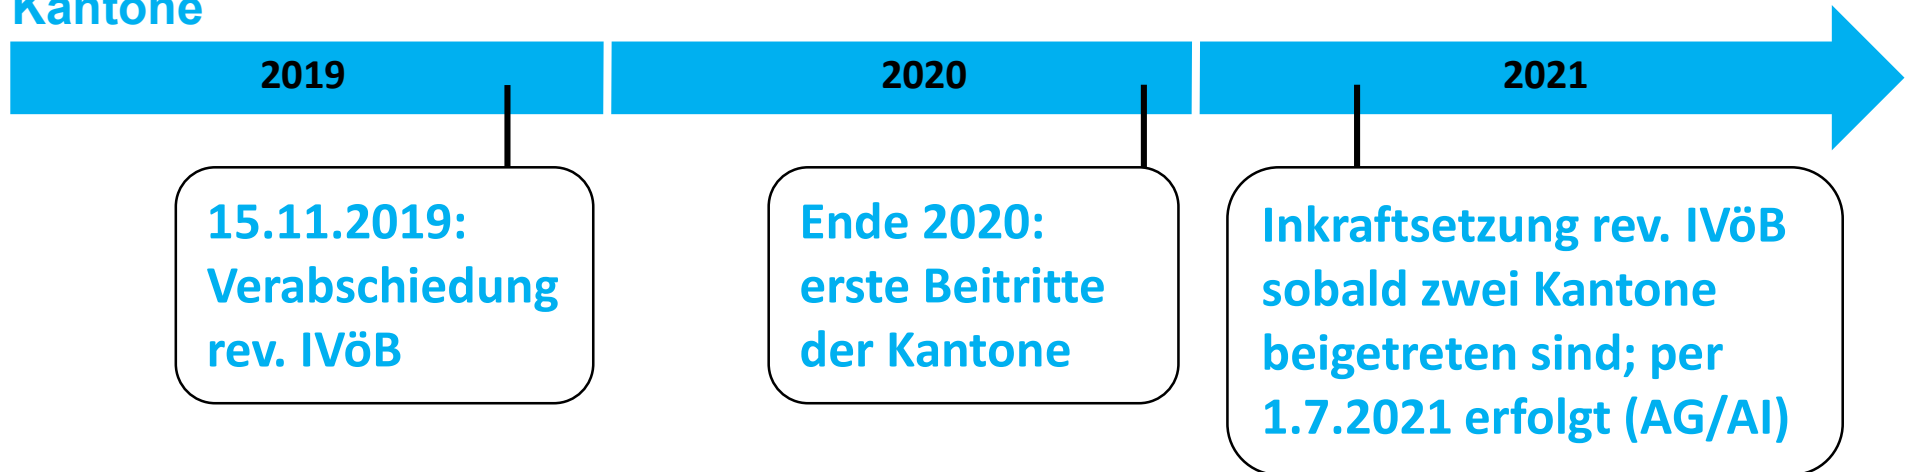 Kantone
2019
2020
2021
15.11.2019:
Verabschiedung
rev. IVöB
Ende 2020:
erste Beitritte
der Kantone
Inkraftsetzung rev. IVöB
sobald zwei Kantone
beigetreten sind; per
1.7.2021 erfolgt (AG/AI)